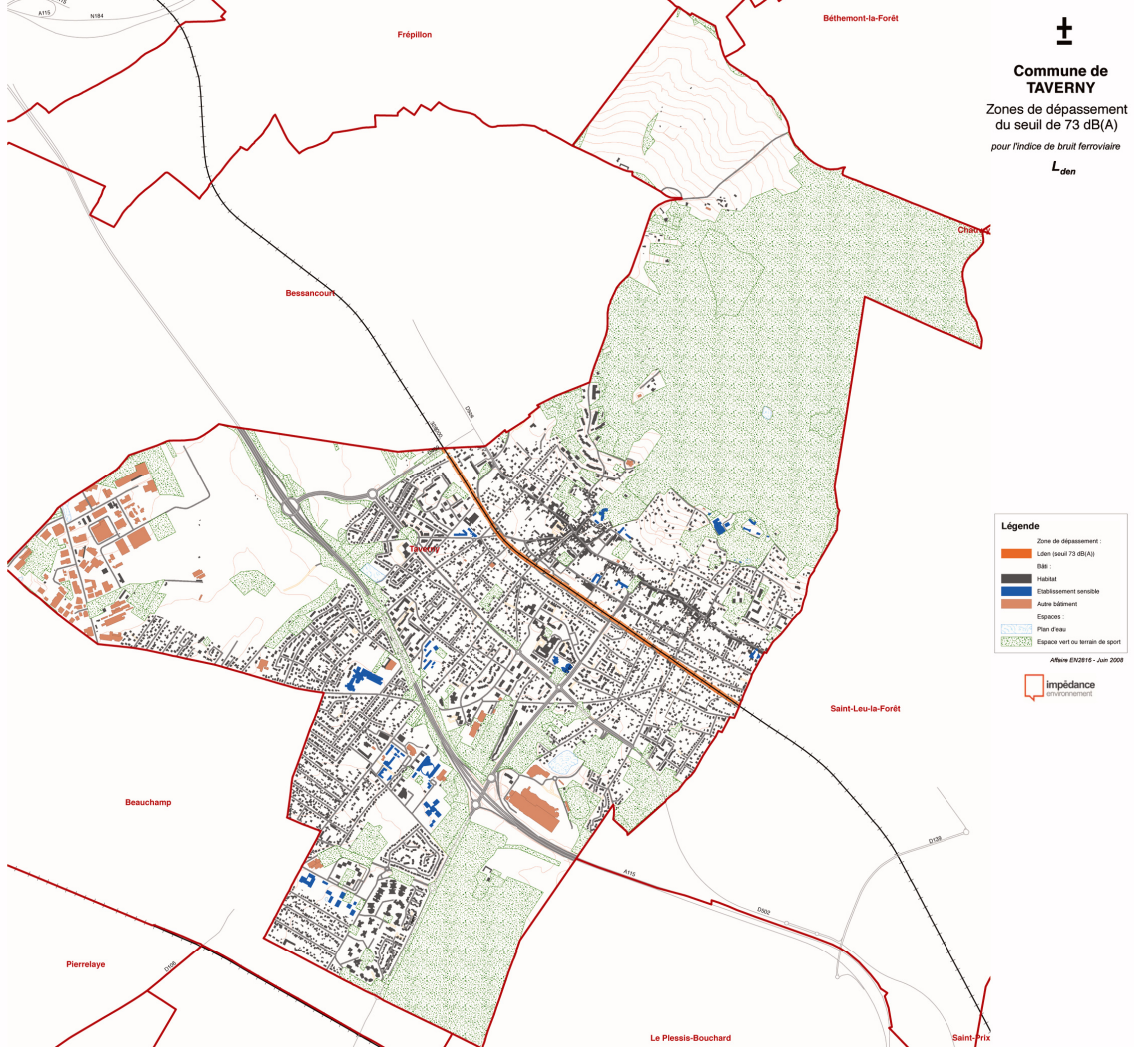 A115
N184
Frépillon
Béthemont-la-Forêt
Commune de
TAVERNY
Zones de dépassement
du seuil de 73 dB(A)
pour l'indice de bruit ferroviaire
Lden
Bessancourt
D928
Taverny
Légende
Zone de dépassement :
Lden (seuil 73 dB(A))
Bâti :
Habitat
Etablissement sensible
Autre bâtiment
Espaces :
Plan d'eau
Espace vert ou terrain de sport
Affaire EN2816 - Juin 2008
impédance
environnement
Saint-Leu-la-Forêt
Beauchamp
D139
A115
D502
Pierrelaye
D106
Le Plessis-Bouchard
Saint-Prix